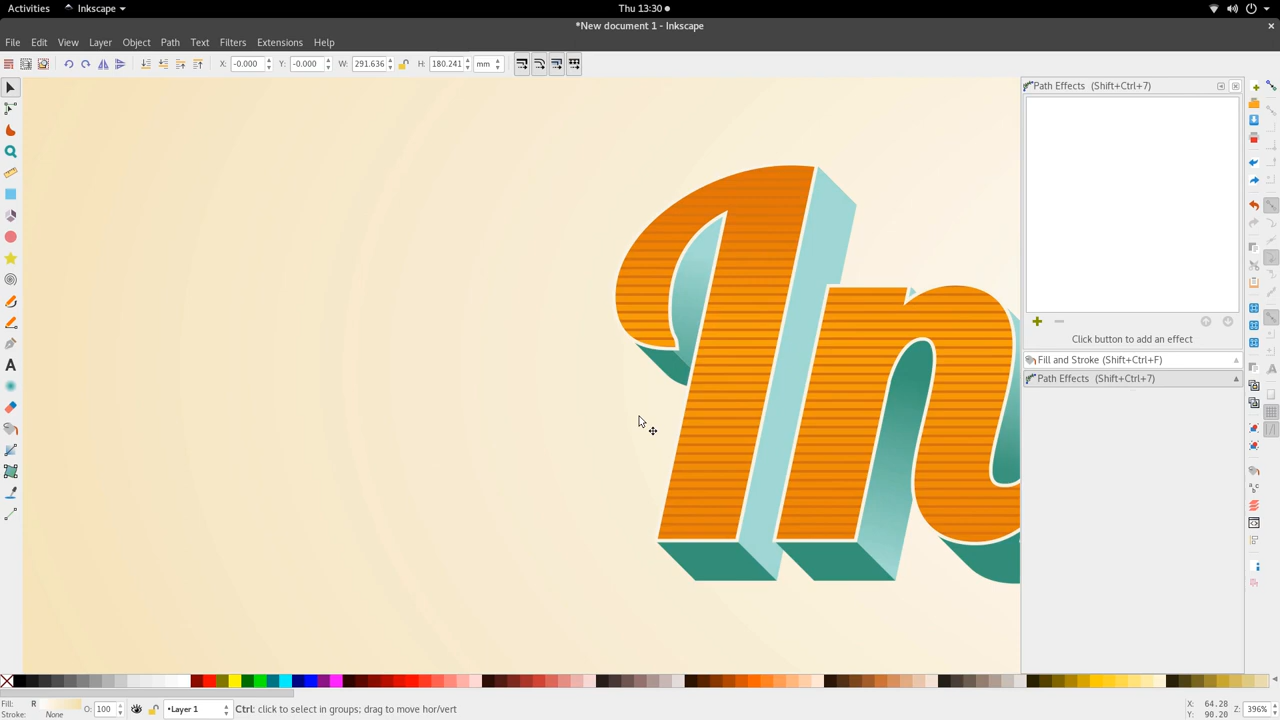 Activities Inkscape Thu 13:30
*New document 1 - Inkscape
File Edit View Layer Object Path Text Filters Extensions Help
X: -0.000 Y: -0.000 W: 291.636 H: 180.241 mm
Path Effects (Shift+Ctrl+7)
In
Click button to add an effect
Fill and Stroke (Shift+Ctrl+F)
Path Effects (Shift+Ctrl+7)
Fill: R O: 100 •Layer 1 Ctrl: click to select in groups; drag to move hor/vert X: 64.28 Z: 396%
Stroke: None Y: 90.20